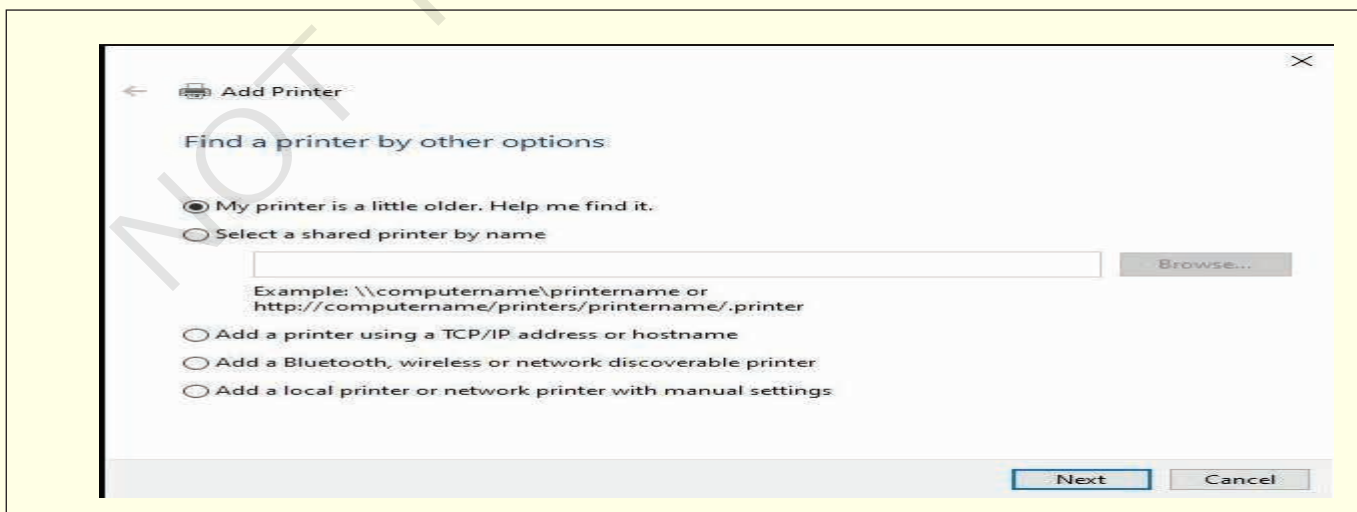 NOT
Add Printer
Find a printer by other options
My printer is a little older. Help me find it.
Select a shared printer by name
Browse...
Example: \\computername\printername or
http://computername/printers/printername/.printer
Add a printer using a TCP/IP address or hostname
Add a Bluetooth, wireless or network discoverable printer
Add a local printer or network printer with manual settings
Next
Cancel